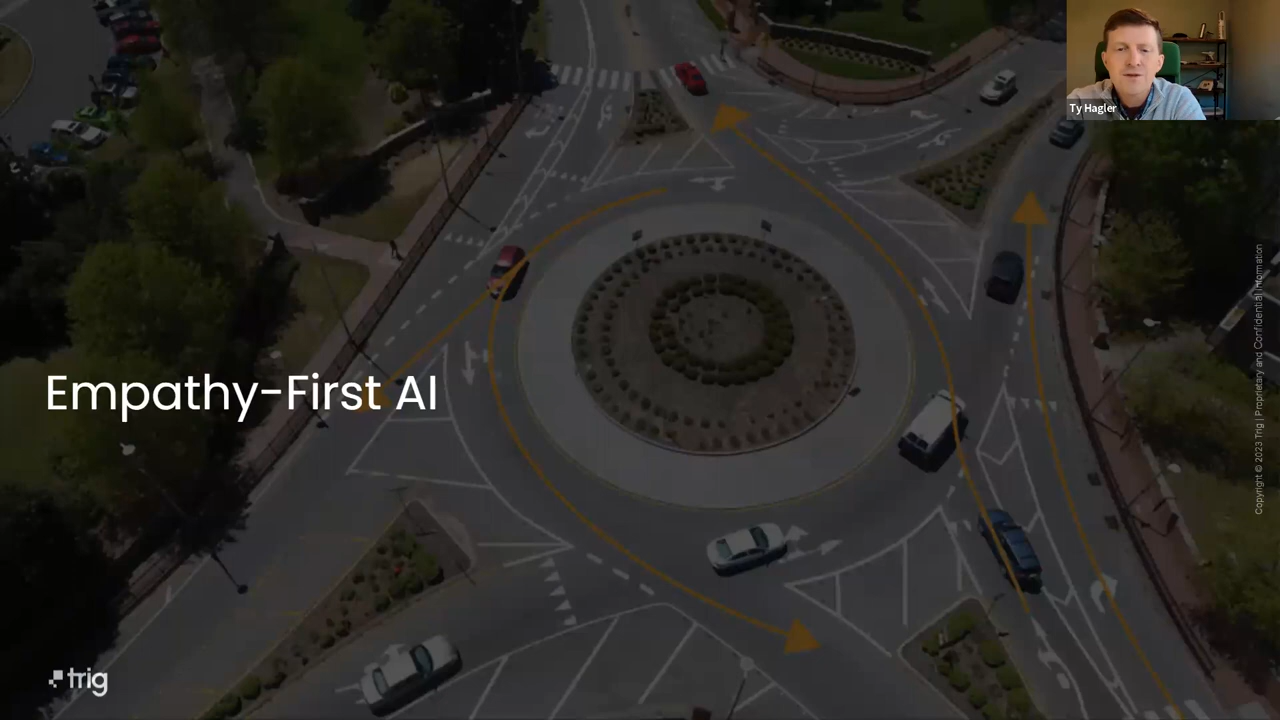 Ty Hagler
Empathy-First AI
trig
Copyright © 2023 Trig | Proprietary and Confidential Information